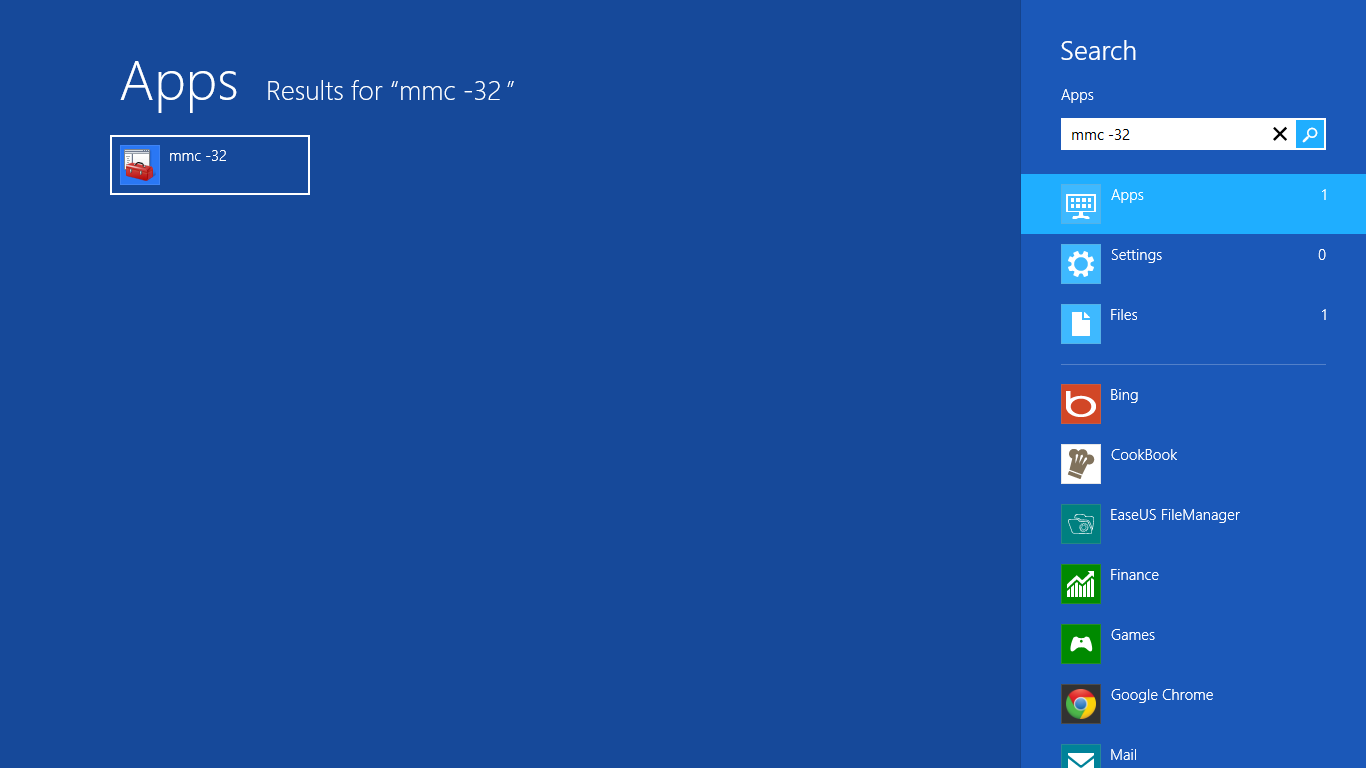 Apps Results for “mmc -32”
mmc -32
Search
Apps
mmc -32
Apps 1
Settings 0
Files 1
Bing
CookBook
EaseUS FileManager
Finance
Games
Google Chrome
Mail